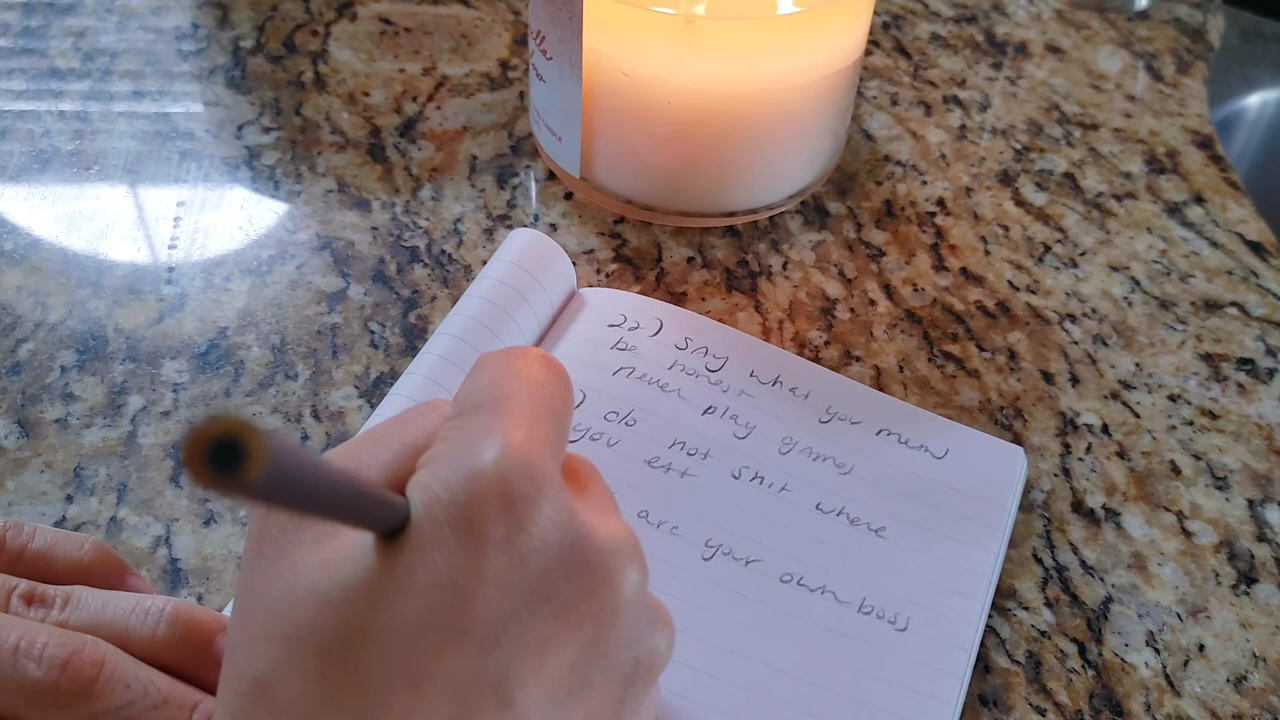 22) SAY what you mean
be honest
never play games
) do not shit where
you eat
are your own boss